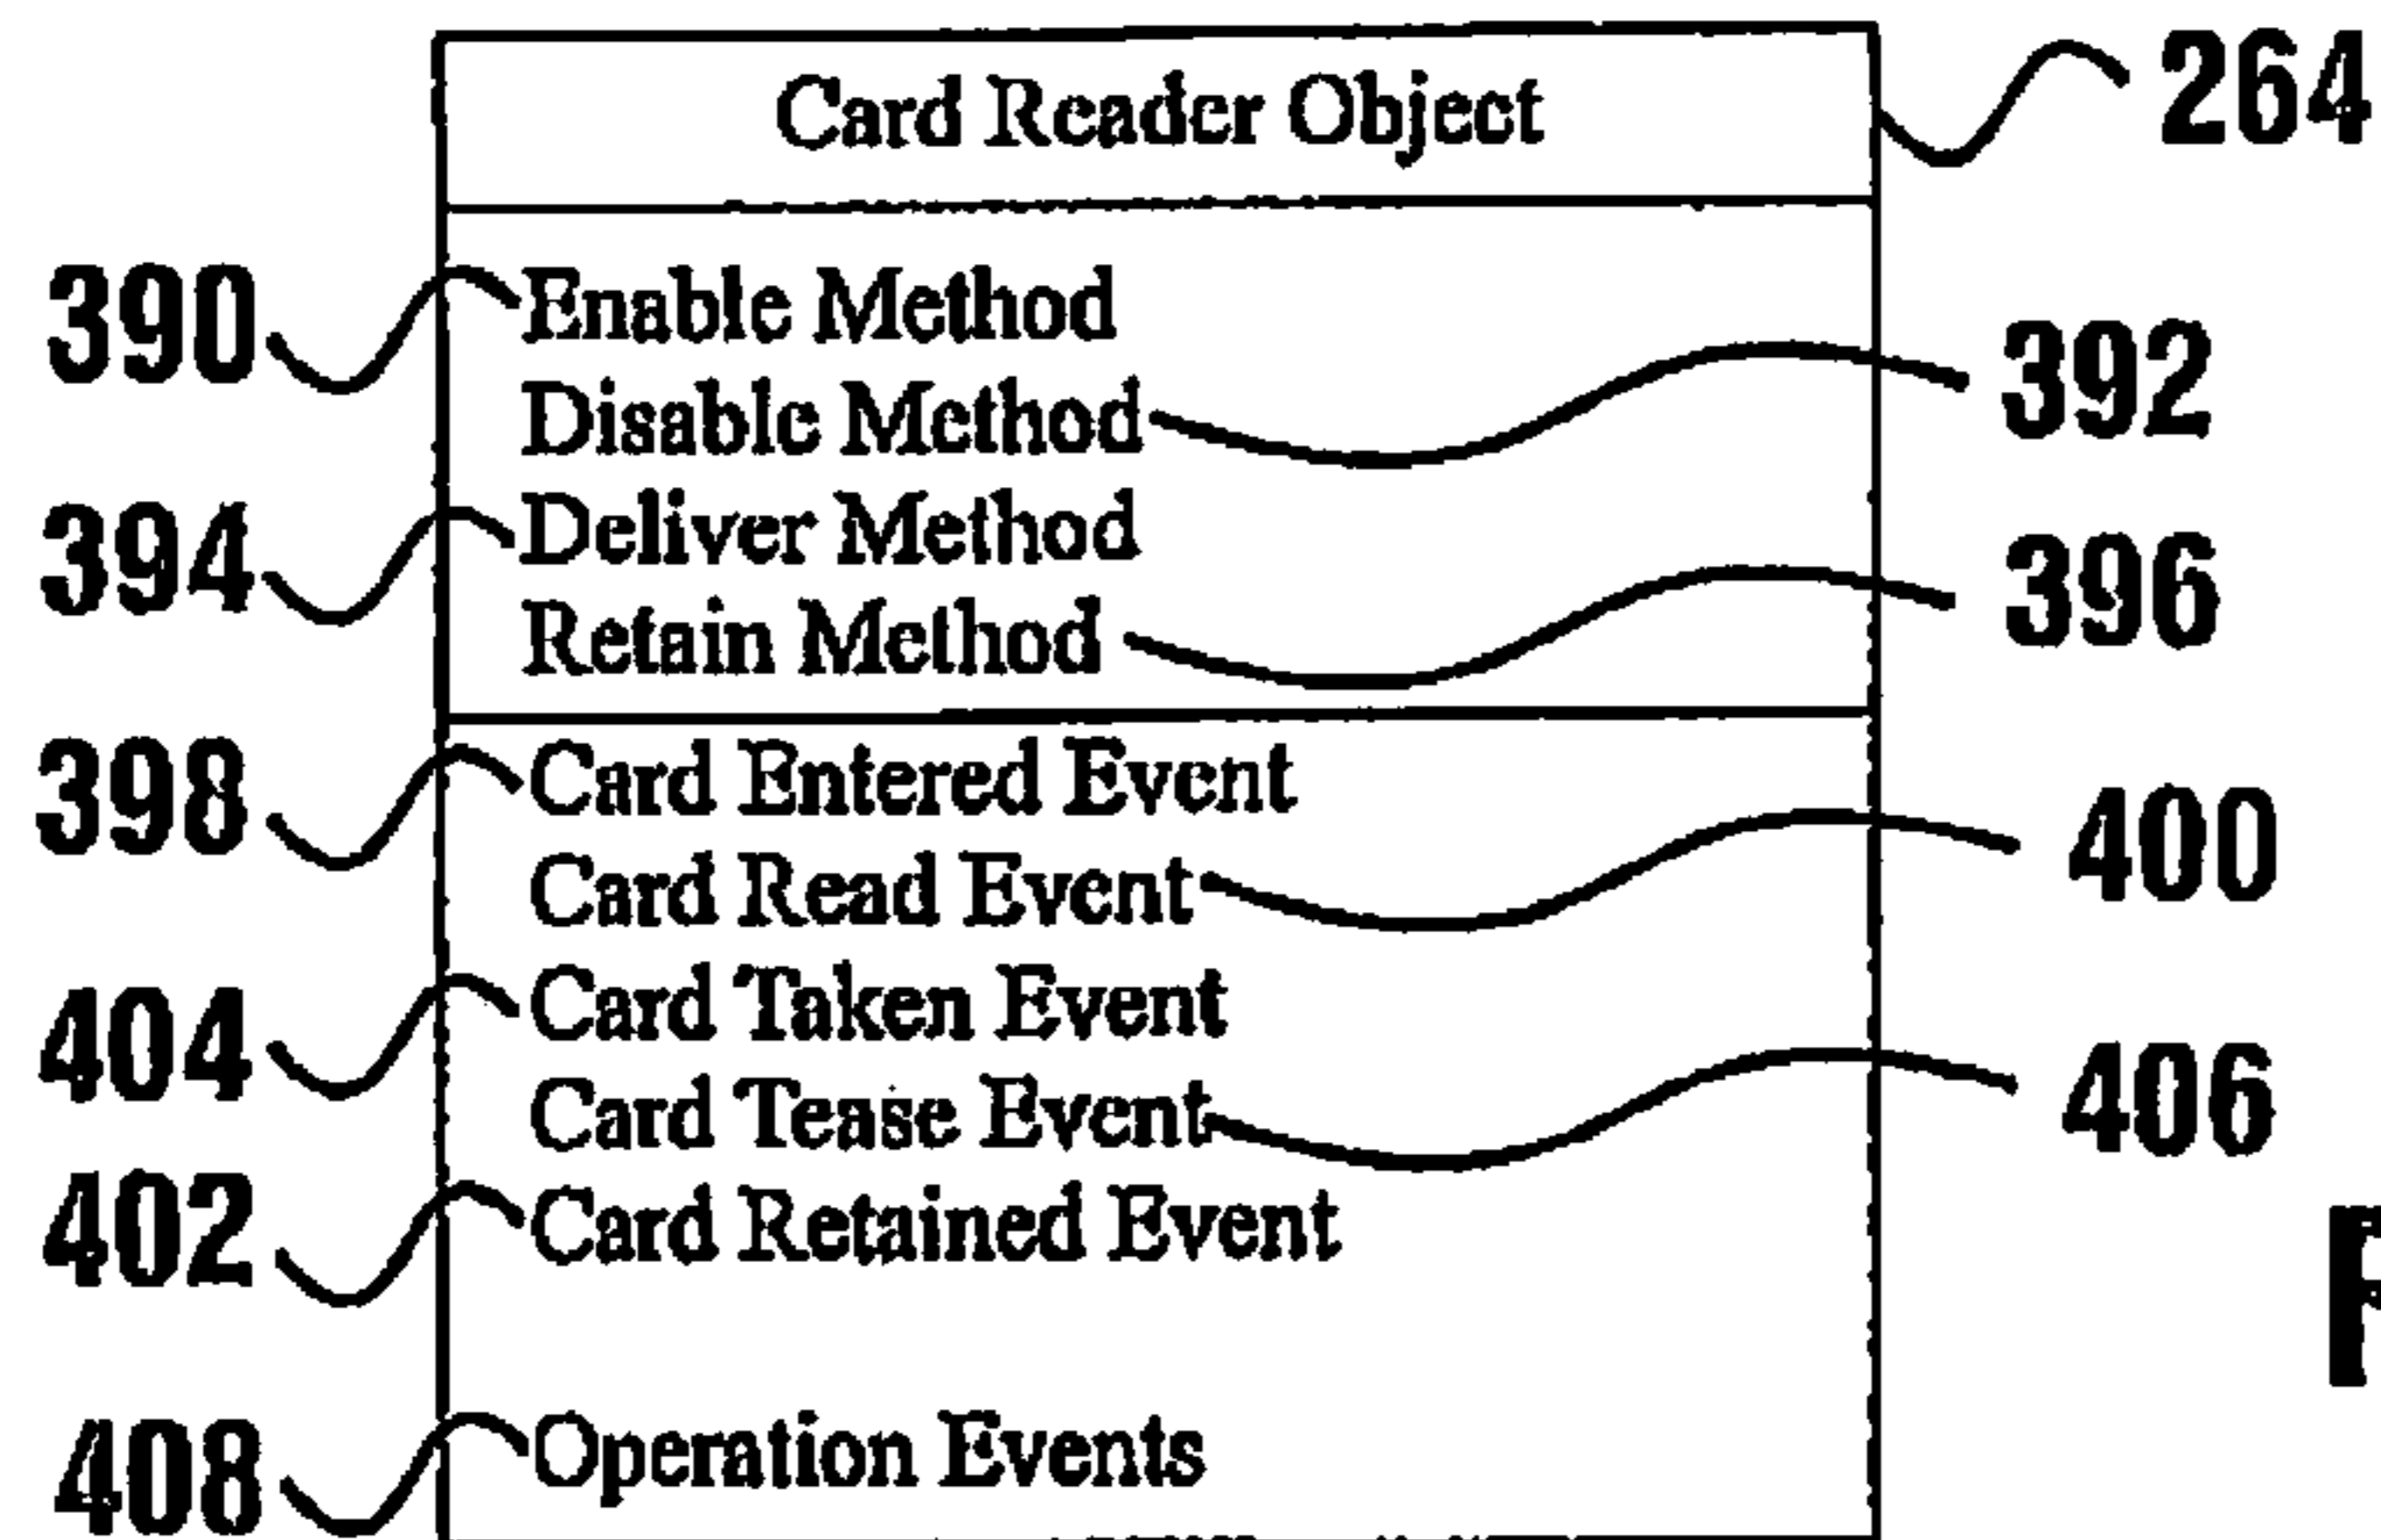 Card Reader Object 264
390 Enable Method
Disable Method 392
394 Deliver Method
Retain Method 396
398 Card Entered Event
Card Read Event 400
404 Card Taken Event
Card Tease Event 406
402 Card Retained Event
408 Operation Events